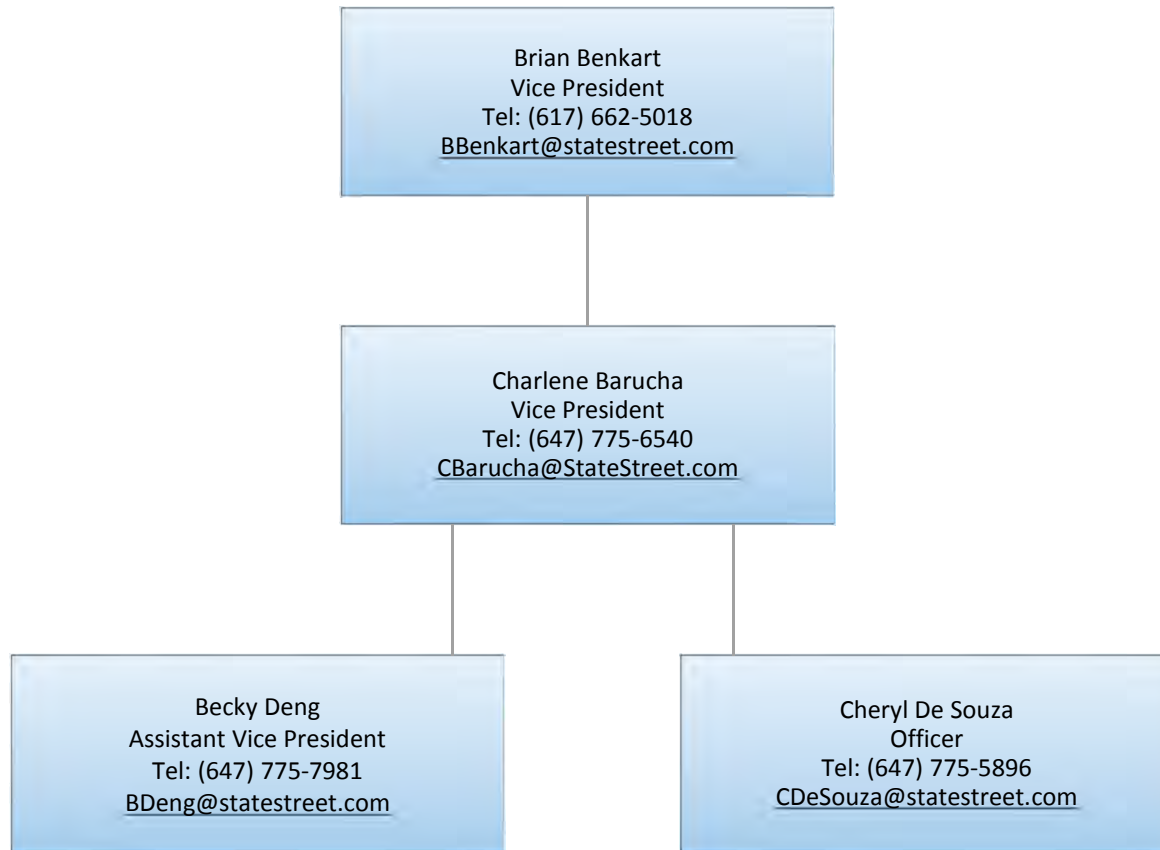 Brian Benkart
Vice President
Tel: (617) 662-5018
BBenkart@statestreet.com
Charlene Barucha
Vice President
Tel: (647) 775-6540
CBarucha@StateStreet.com
Becky Deng
Assistant Vice President
Tel: (647) 775-7981
BDeng@statestreet.com
Cheryl De Souza
Officer
Tel: (647) 775-5896
CDeSouza@statestreet.com